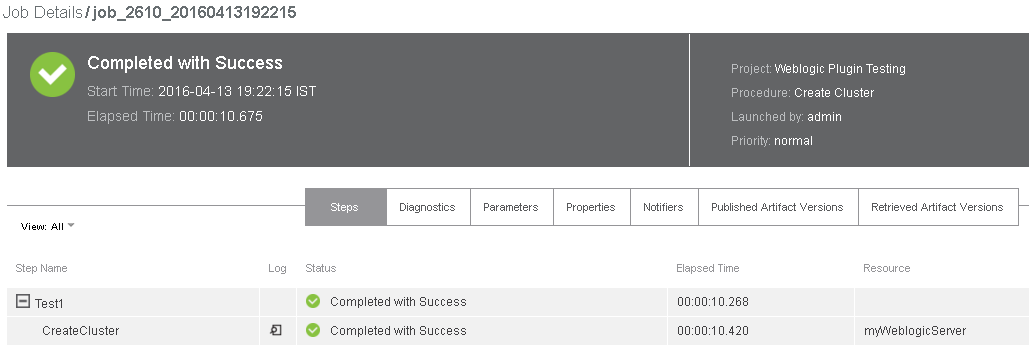 Job Details / job_2610_20160413192215
Completed with Success
Start Time: 2016-04-13 19:22:15 IST
Elapsed Time: 00:00:10.675
Project: Weblogic Plugin Testing
Procedure: Create Cluster
Launched by: admin
Priority: normal
Steps Diagnostics Parameters Properties Notifiers Published Artifact Versions Retrieved Artifact Versions
View: All
Step Name Log Status Elapsed Time Resource
Test1 Completed with Success 00:00:10.268
CreateCluster Completed with Success 00:00:10.420 myWeblogicServer